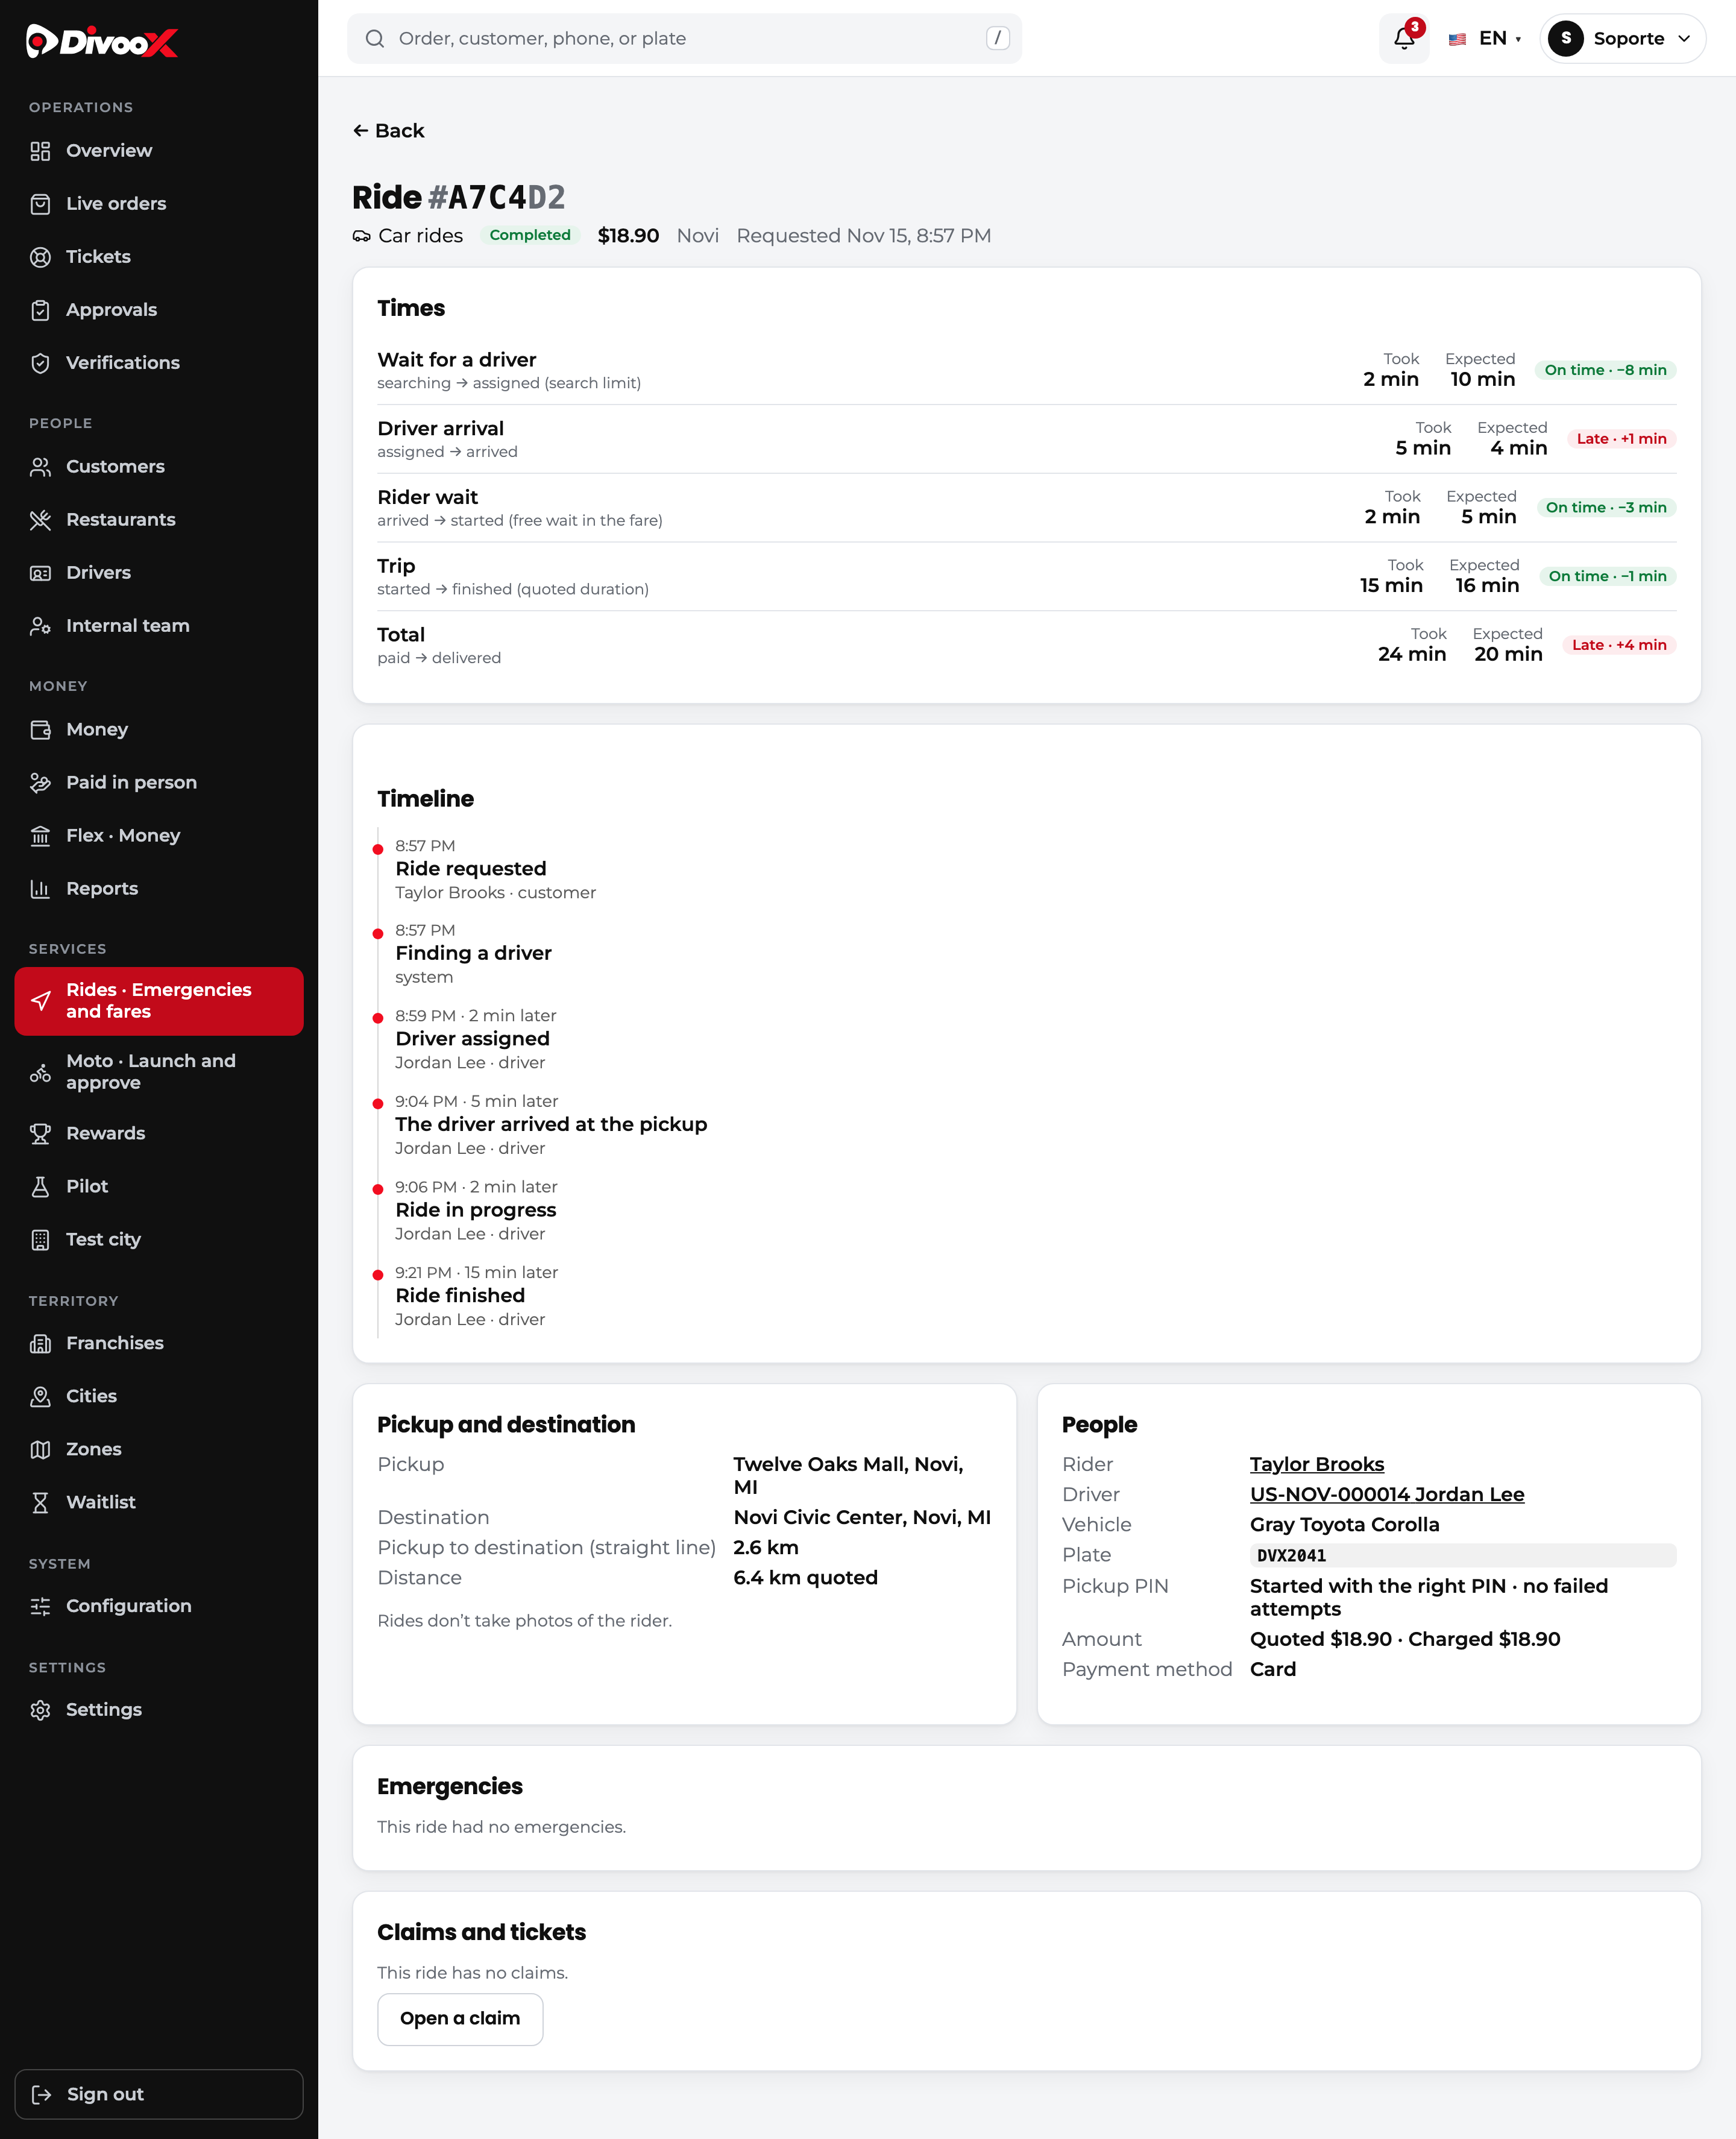 DivooX
Order, customer, phone, or plate
/
3
EN
S
Soporte
OPERATIONS
Overview
Live orders
Tickets
Approvals
Verifications
PEOPLE
Customers
Restaurants
Drivers
Internal team
MONEY
Money
Paid in person
Flex · Money
Reports
SERVICES
Rides · Emergencies
and fares
Moto · Launch and
approve
Rewards
Pilot
Test city
TERRITORY
Franchises
Cities
Zones
Waitlist
SYSTEM
Configuration
SETTINGS
Settings
Sign out
← Back
Ride #A7C4D2
Car rides Completed $18.90 Novi Requested Nov 15, 8:57 PM
Times
Wait for a driver
searching → assigned (search limit)
Took Expected
2 min 10 min On time · −8 min
Driver arrival
assigned → arrived
Took Expected
5 min 4 min Late · +1 min
Rider wait
arrived → started (free wait in the fare)
Took Expected
2 min 5 min On time · −3 min
Trip
started → finished (quoted duration)
Took Expected
15 min 16 min On time · −1 min
Total
paid → delivered
Took Expected
24 min 20 min Late · +4 min
Timeline
8:57 PM
Ride requested
Taylor Brooks · customer
8:57 PM
Finding a driver
system
8:59 PM · 2 min later
Driver assigned
Jordan Lee · driver
9:04 PM · 5 min later
The driver arrived at the pickup
Jordan Lee · driver
9:06 PM · 2 min later
Ride in progress
Jordan Lee · driver
9:21 PM · 15 min later
Ride finished
Jordan Lee · driver
Pickup and destination
Pickup Twelve Oaks Mall, Novi,
MI
Destination Novi Civic Center, Novi, MI
Pickup to destination (straight line) 2.6 km
Distance 6.4 km quoted
Rides don’t take photos of the rider.
People
Rider Taylor Brooks
Driver US-NOV-000014 Jordan Lee
Vehicle Gray Toyota Corolla
Plate DVX2041
Pickup PIN Started with the right PIN · no failed
attempts
Amount Quoted $18.90 · Charged $18.90
Payment method Card
Emergencies
This ride had no emergencies.
Claims and tickets
This ride has no claims.
Open a claim